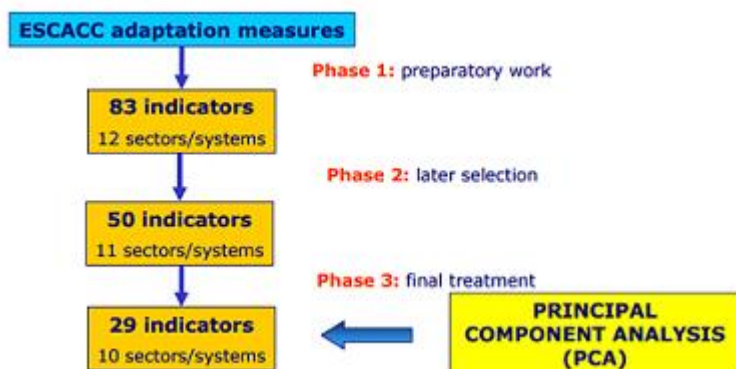 ESCACC adaptation measures
Phase 1: preparatory work
83 indicators
12 sectors/systems
Phase 2: later selection
50 indicators
11 sectors/systems
Phase 3: final treatment
29 indicators
10 sectors/systems
PRINCIPAL
COMPONENT ANALYSIS
(PCA)